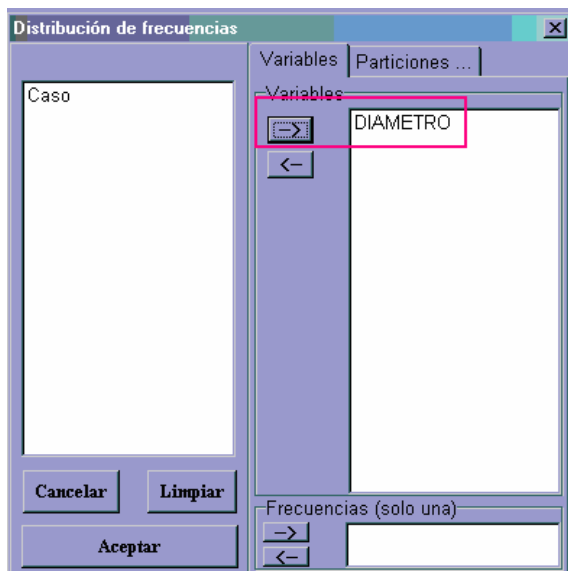 Distribución de frecuencias
Variables
Particiones ...
Caso
Variables
-->
DIAMETRO
<--
Cancelar
Limpiar
Aceptar
Frecuencias (solo una)
-->
<--